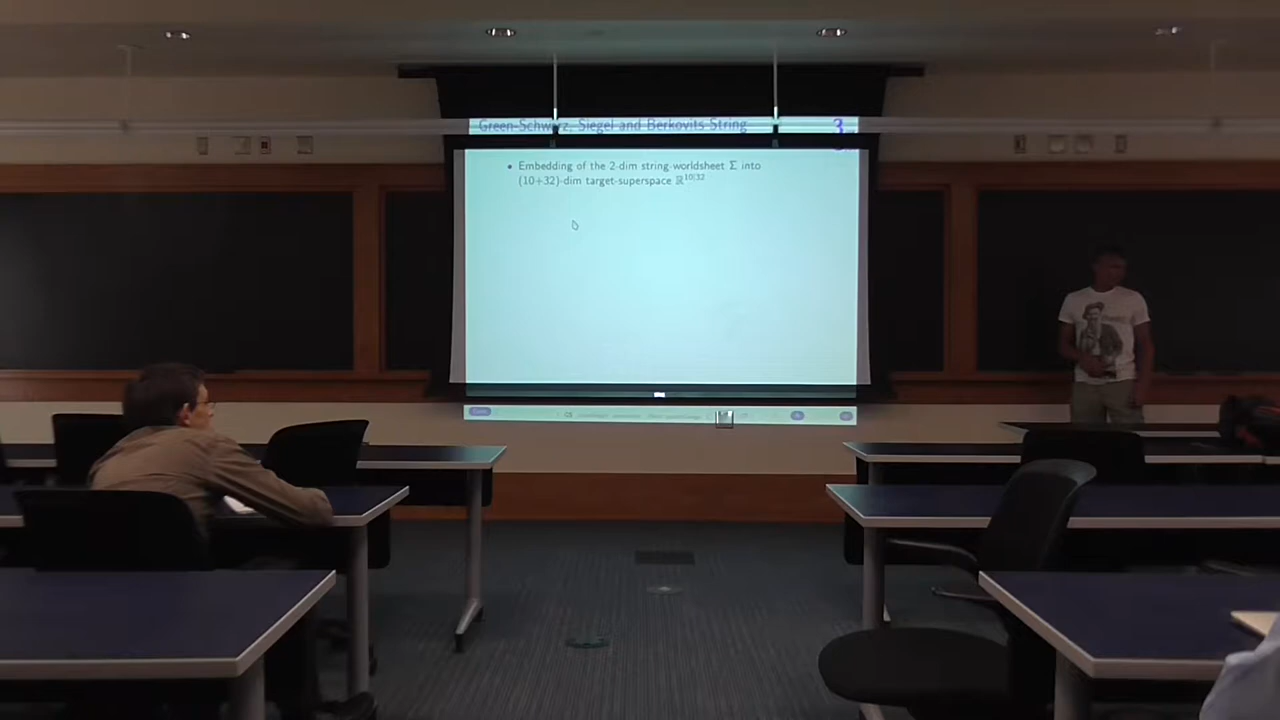 Green-Schwarz, Siegel and Berkovits String
3
• Embedding of the 2-dim string-worldsheet Σ into
(10+32)-dim target-superspace ℝ¹⁰|³²